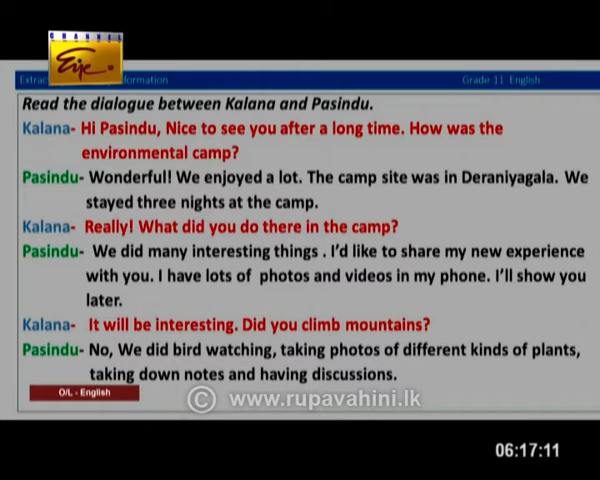 CHANNEL
Eye
Extrac
formation
Grade 11 English
Read the dialogue between Kalana and Pasindu.
Kalana- Hi Pasindu, Nice to see you after a long time. How was the
environmental camp?
Pasindu- Wonderful! We enjoyed a lot. The camp site was in Deraniyagala. We
stayed three nights at the camp.
Kalana- Really! What did you do there in the camp?
Pasindu- We did many interesting things . I'd like to share my new experience
with you. I have lots of photos and videos in my phone. I'll show you
later.
Kalana- It will be interesting. Did you climb mountains?
Pasindu- No, We did bird watching, taking photos of different kinds of plants,
taking down notes and having discussions.
O/L - English
© www.rupavahini.lk
06:17:11